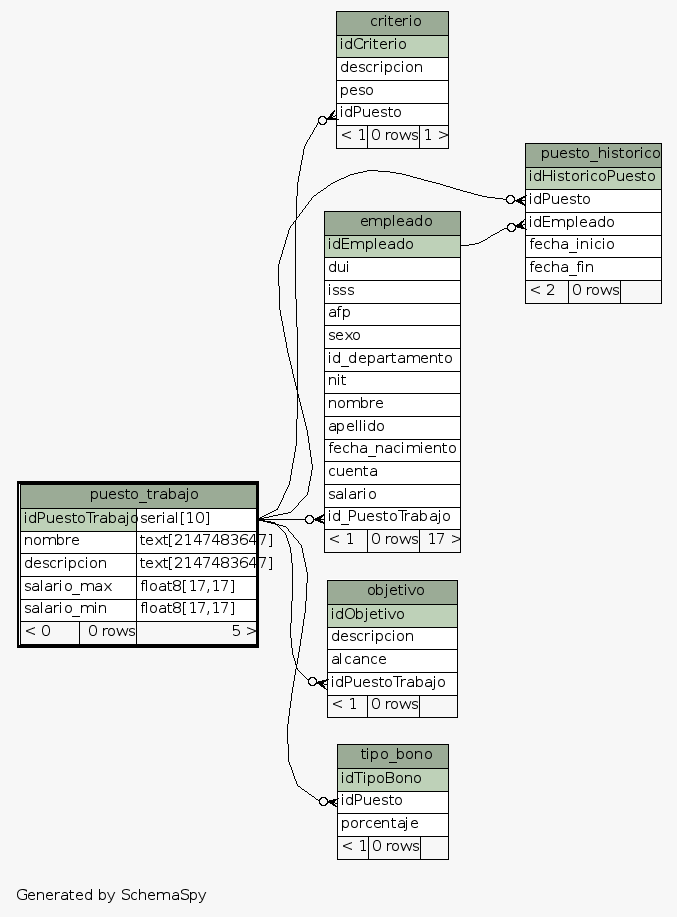 criterio
idCriterio
descripcion
peso
idPuesto
< 1 0 rows 1 >
puesto_historico
idHistoricoPuesto
idPuesto
idEmpleado
fecha_inicio
fecha_fin
< 2 0 rows
empleado
idEmpleado
dui
isss
afp
sexo
id_departamento
nit
nombre
apellido
fecha_nacimiento
cuenta
salario
id_PuestoTrabajo
< 1 0 rows 17 >
puesto_trabajo
idPuestoTrabajo serial[10]
nombre text[2147483647]
descripcion text[2147483647]
salario_max float8[17,17]
salario_min float8[17,17]
< 0 0 rows 5 >
objetivo
idObjetivo
descripcion
alcance
idPuestoTrabajo
< 1 0 rows
tipo_bono
idTipoBono
idPuesto
porcentaje
< 1 0 rows
Generated by SchemaSpy